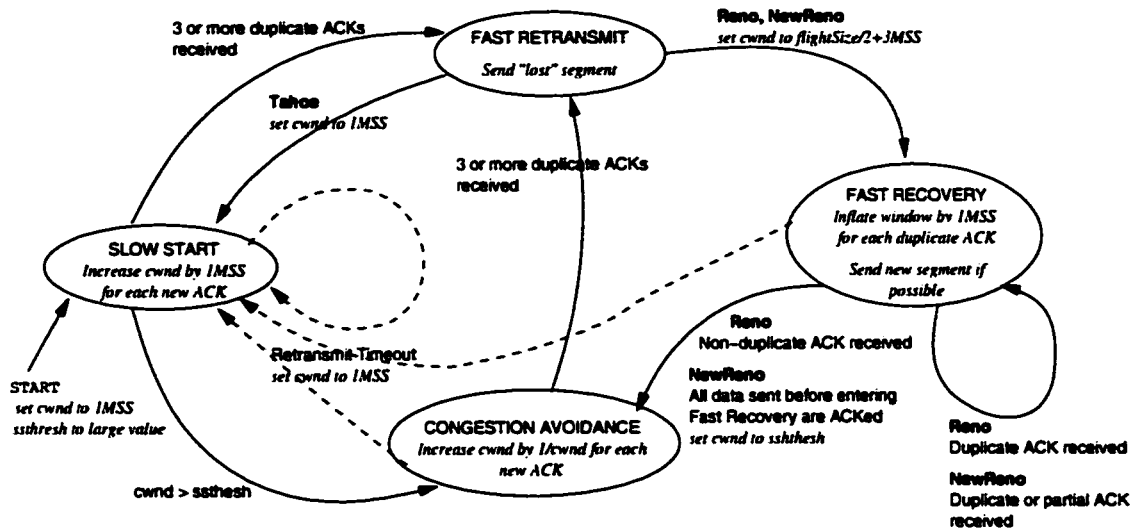 3 or more duplicate ACKs
received
FAST RETRANSMIT
Send "lost" segment
Reno, NewReno
set cwnd to flightSize/2+3MSS
Tahoe
set cwnd to 1MSS
3 or more duplicate ACKs
received
FAST RECOVERY
Inflate window by 1MSS
for each duplicate ACK
Send new segment if
possible
SLOW START
Increase cwnd by 1MSS
for each new ACK
START
set cwnd to 1MSS
ssthresh to large value
Retransmit-Timeout
set cwnd to 1MSS
Reno
Non-duplicate ACK received
NewReno
All data sent before entering
Fast Recovery are ACKed
set cwnd to sshthesh
CONGESTION AVOIDANCE
Increase cwnd by 1/cwnd for each
new ACK
cwnd > ssthesh
Reno
Duplicate ACK received
NewReno
Duplicate or partial ACK
received